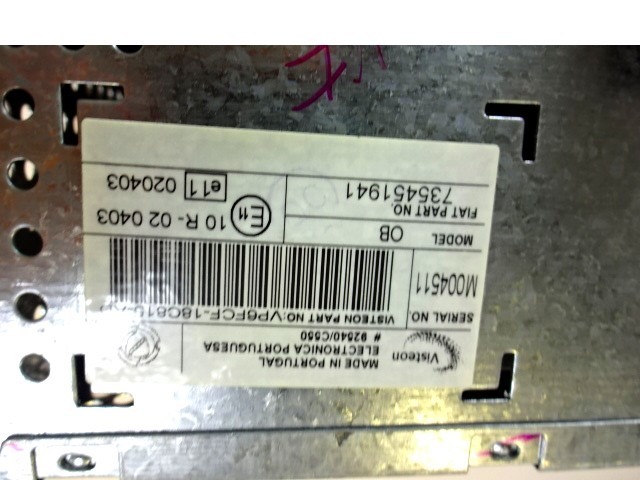 Visteon
MADE IN PORTUGAL
ELECTRONICA PORTUGUESA
# 92540/C550
SERIAL NO.
M004511
VISTEON PART NO:VP6FCF-18C815-
MODEL OB
FIAT PART NO.
735451941
E11 10 R - 02 0403
e11 020403